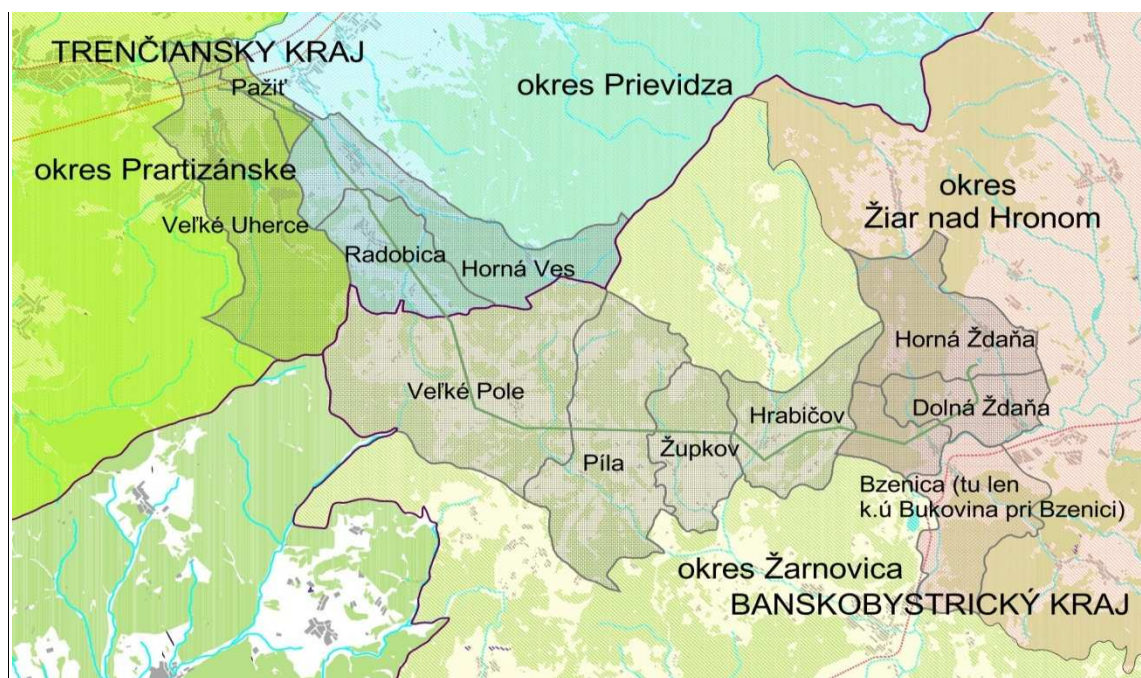 TRENČIANSKY KRAJ
Pažiť
okres Prievidza
okres Prartizánske
okres
Žiar nad Hronom
Veľké Uherce
Radobica
Horná Ves
Horná Ždaňa
Veľké Pole
Hrabičov
Dolná Ždaňa
Píla
Župkov
Bzenica (tu len
k.ú Bukovina pri Bzenici)
okres Žarnovica
BANSKOBYSTRICKÝ KRAJ